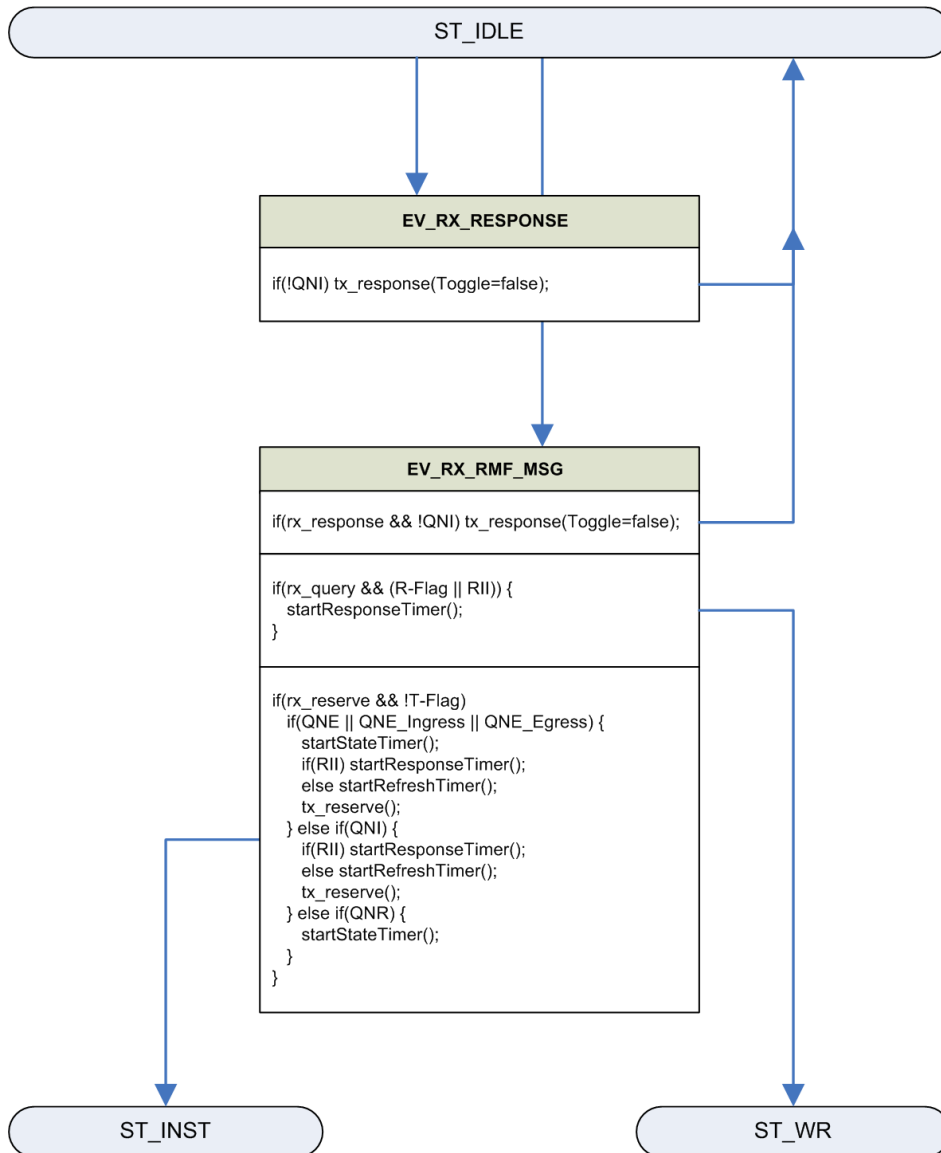 ST_IDLE
EV_RX_RESPONSE
if(!QNI) tx_response(Toggle=false);
EV_RX_RMF_MSG
if(rx_response && !QNI) tx_response(Toggle=false);
if(rx_query && (R-Flag || RII)) {
startResponseTimer();
}
if(rx_reserve && !T-Flag)
if(QNE || QNE_Ingress || QNE_Egress) {
startStateTimer();
if(RII) startResponseTimer();
else startRefreshTimer();
tx_reserve();
} else if(QNI) {
if(RII) startResponseTimer();
else startRefreshTimer();
tx_reserve();
} else if(QNR) {
startStateTimer();
}
}
ST_INST
ST_WR